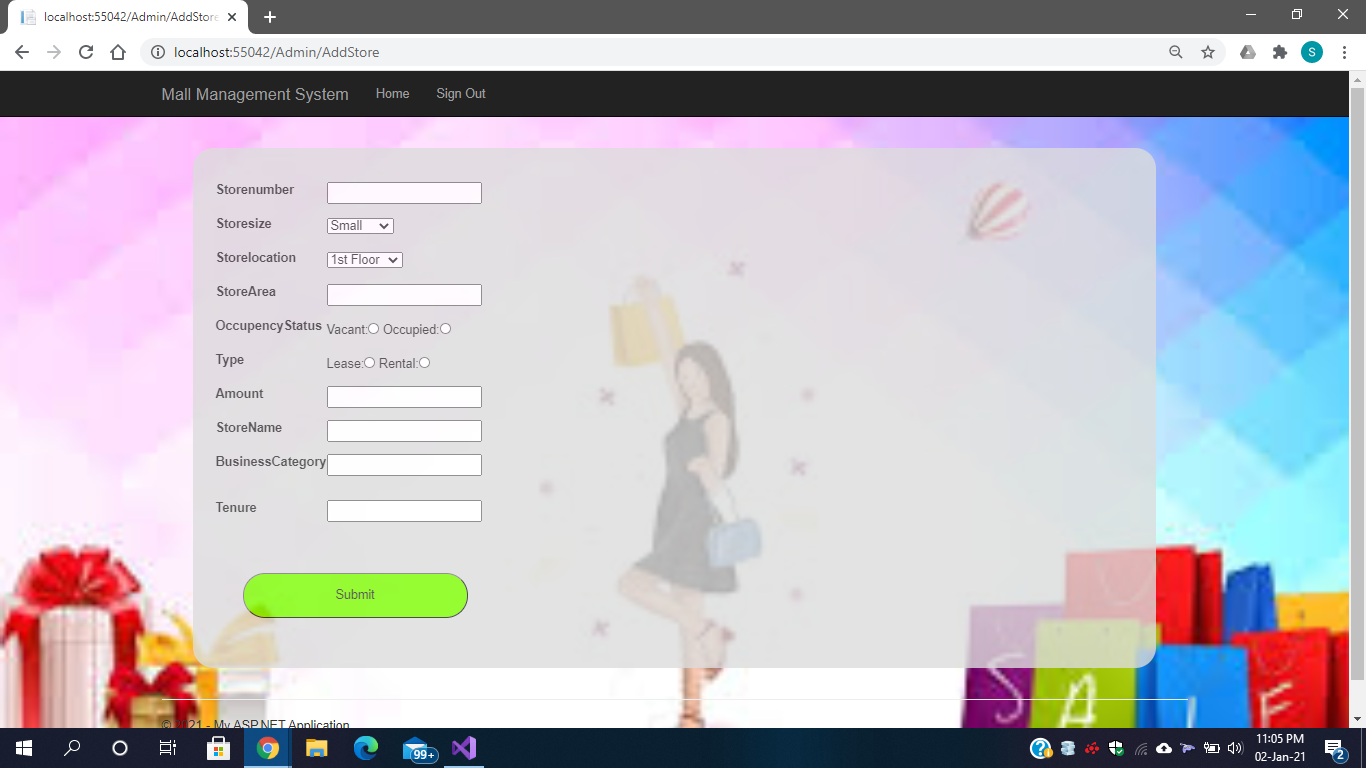 localhost:55042/Admin/AddStore
localhost:55042/Admin/AddStore
S
Mall Management System Home Sign Out
Storenumber
Storesize Small
Storelocation 1st Floor
StoreArea
OccupencyStatus Vacant: Occupied:
Type Lease: Rental:
Amount
StoreName
BusinessCategory
Tenure
Submit
SALE
© 2021 - My ASP.NET Application
99+
11:05 PM
02-Jan-21
2